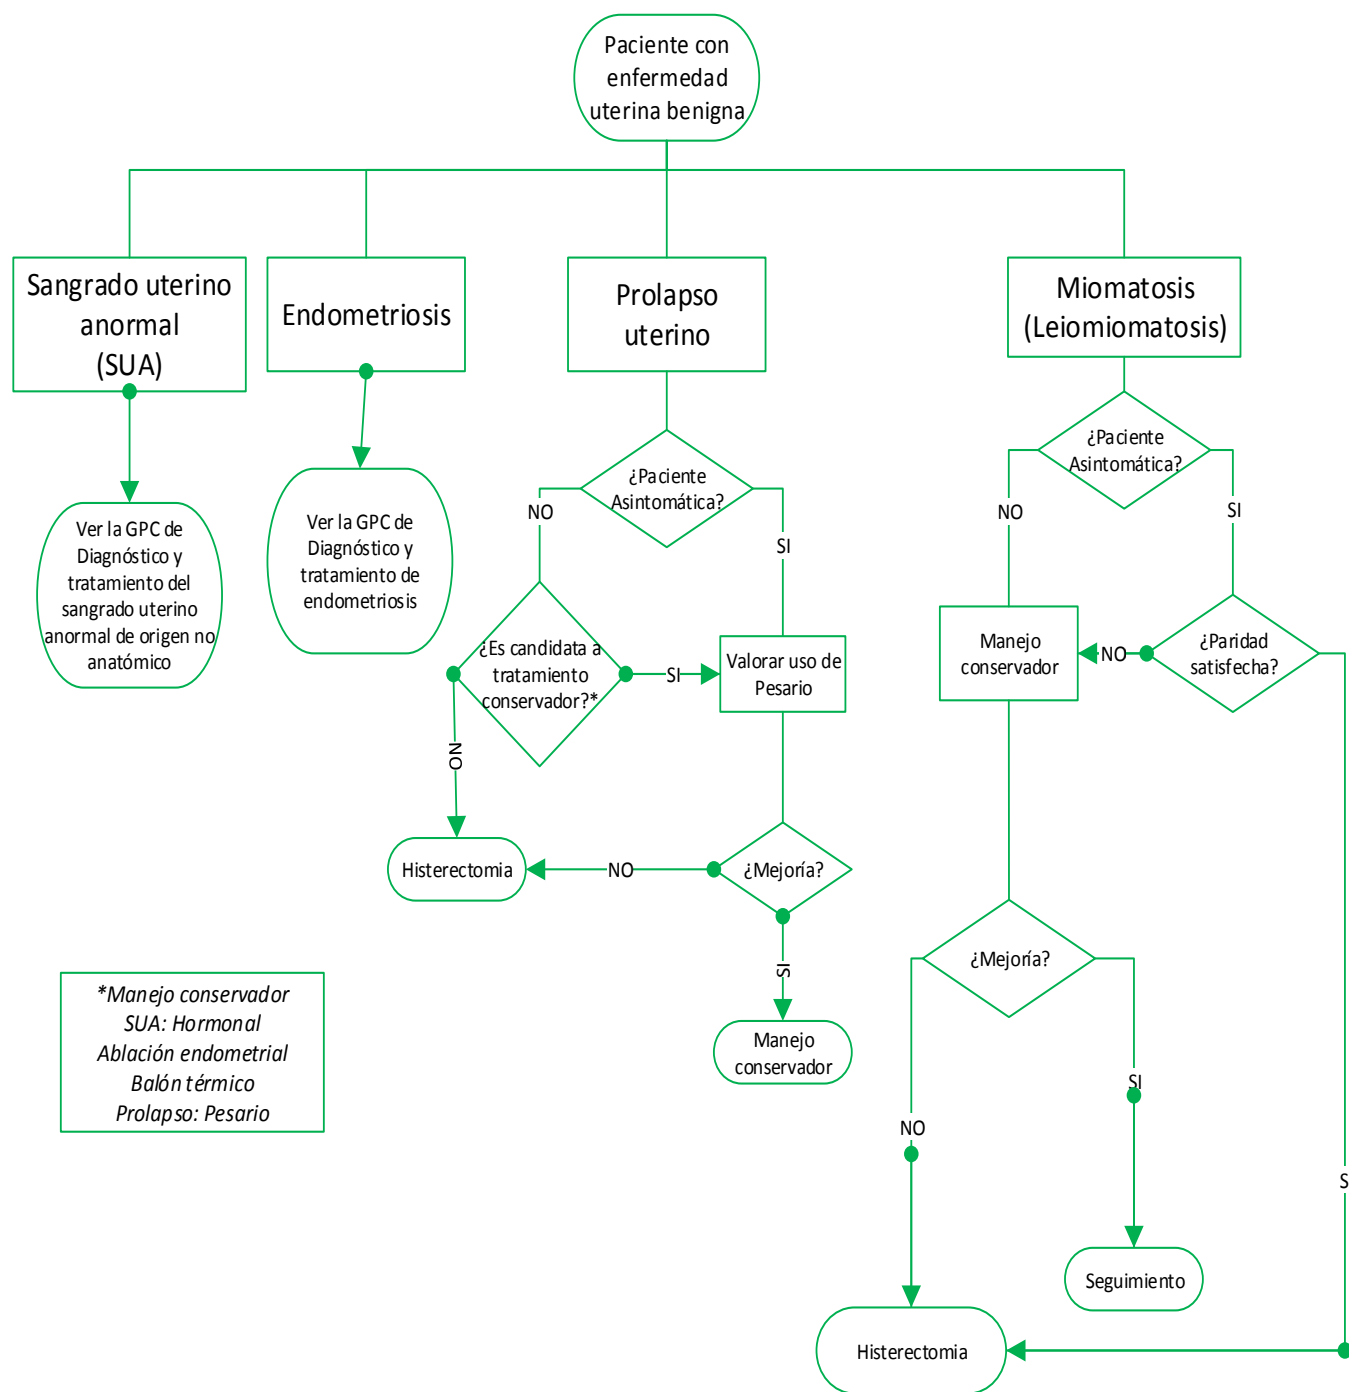 Paciente con
enfermedad
uterina benigna
Sangrado uterino
anormal
(SUA)
Endometriosis
Prolapso
uterino
Miomatosis
(Leiomiomatosis)
Ver la GPC de
Diagnóstico y
tratamiento del
sangrado uterino
anormal de origen no
anatómico
Ver la GPC de
Diagnóstico y
tratamiento de
endometriosis
¿Paciente
Asintomática?
NO
SI
¿Es candidata a
tratamiento
conservador?*
SI
NO
Valorar uso de
Pesario
Histerectomia
NO
¿Mejoría?
SI
Manejo
conservador
¿Paciente
Asintomática?
NO
SI
Manejo
conservador
NO
¿Paridad
satisfecha?
¿Mejoría?
NO
SI
S
Seguimiento
Histerectomia
*Manejo conservador
SUA: Hormonal
Ablación endometrial
Balón térmico
Prolapso: Pesario